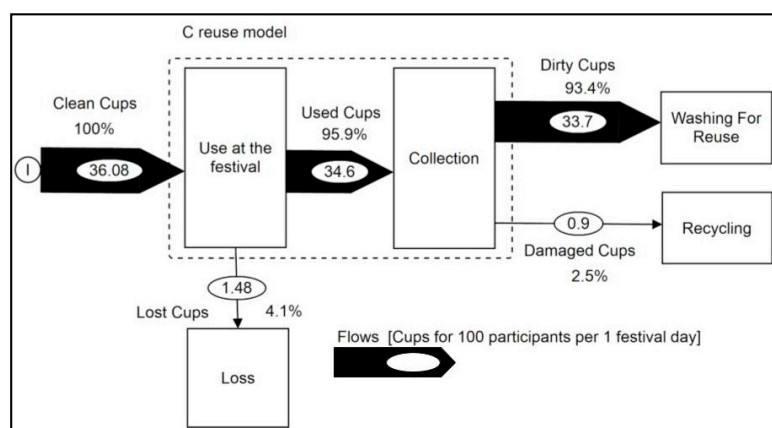 C reuse model
Clean Cups
100%
I
36.08
Use at the
festival
Used Cups
95.9%
34.6
Collection
Dirty Cups
93.4%
33.7
Washing For
Reuse
0.9
Damaged Cups
2.5%
Recycling
1.48
Lost Cups
4.1%
Loss
Flows [Cups for 100 participants per 1 festival day]